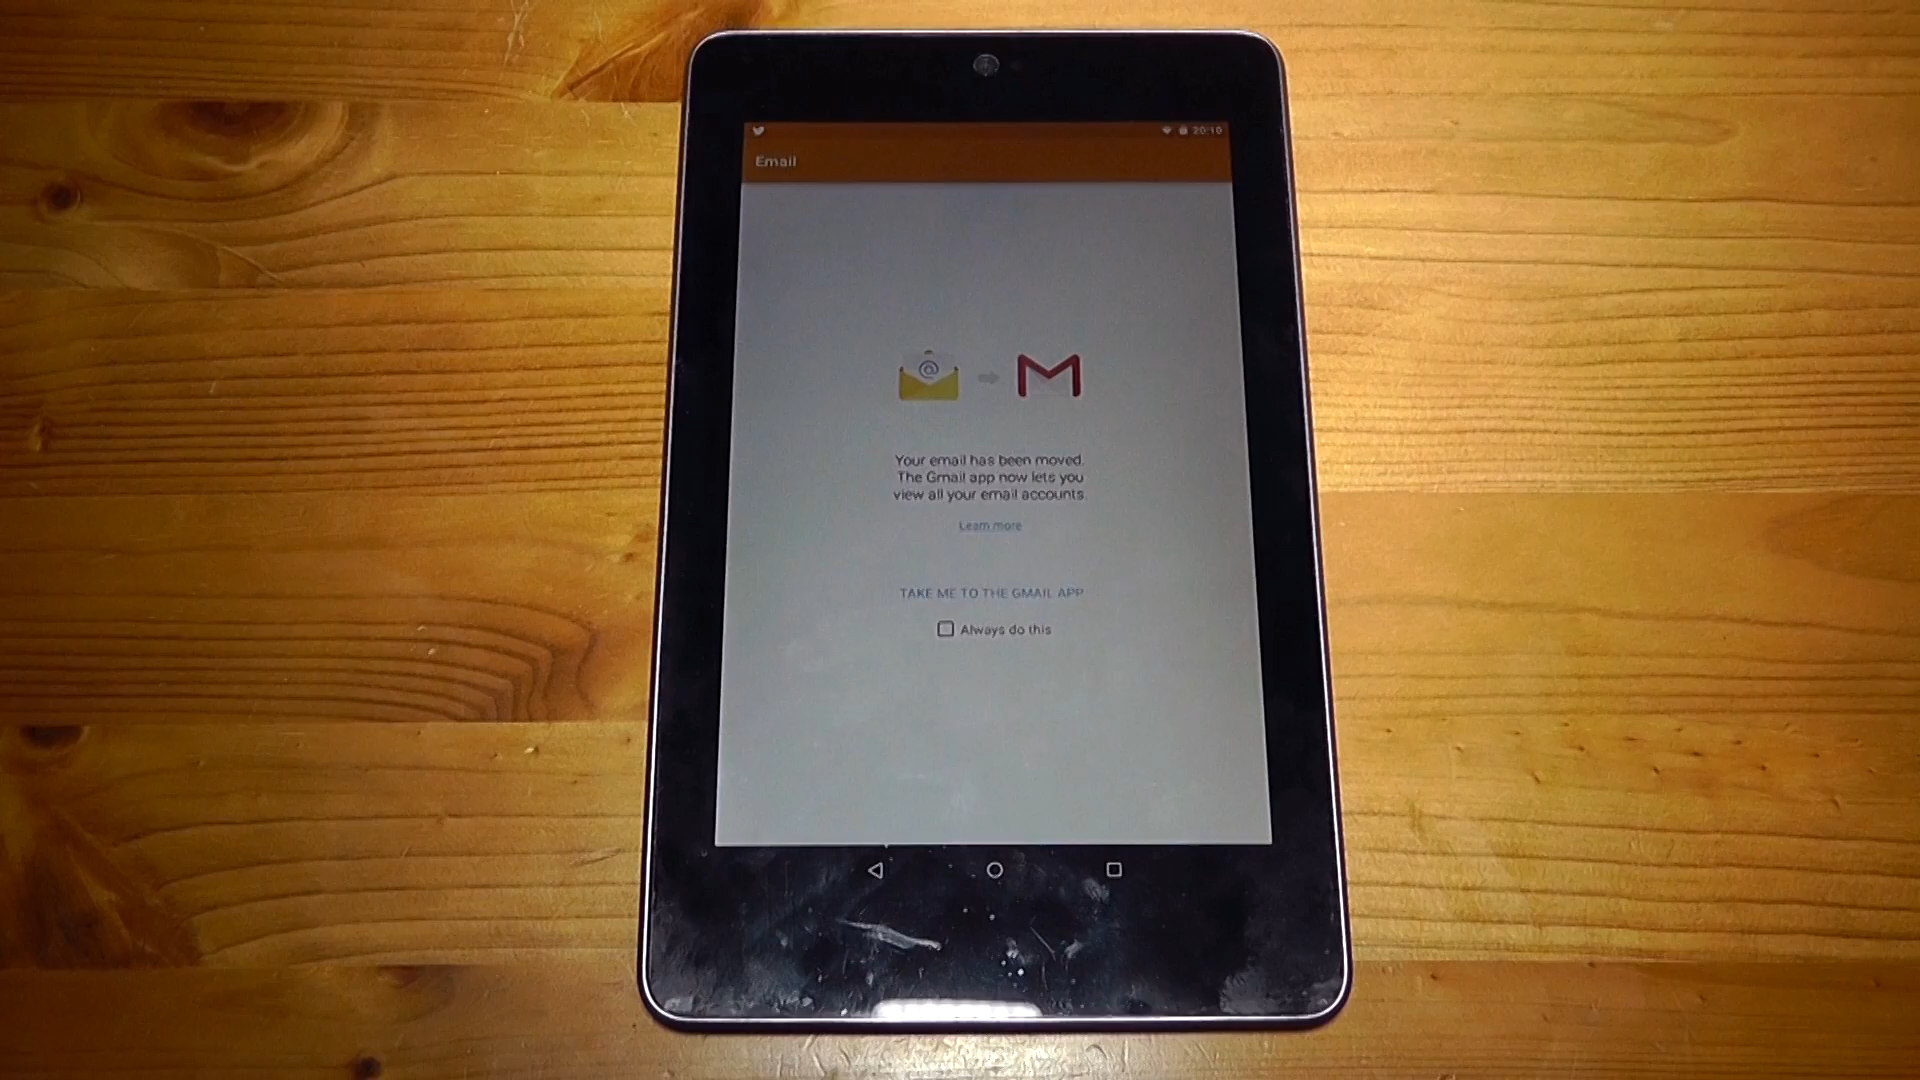 20:10
Email
Your email has been moved.
The Gmail app now lets you
view all your email accounts.
Learn more
TAKE ME TO THE GMAIL APP
Always do this